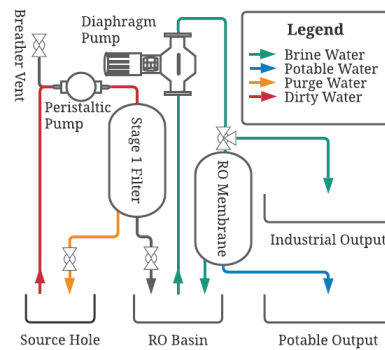 Breather
Vent
Diaphragm
Pump
Legend
Brine Water
Potable Water
Purge Water
Dirty Water
Peristaltic
Pump
Stage 1 Filter
RO Membrane
Industrial Output
Source Hole
RO Basin
Potable Output